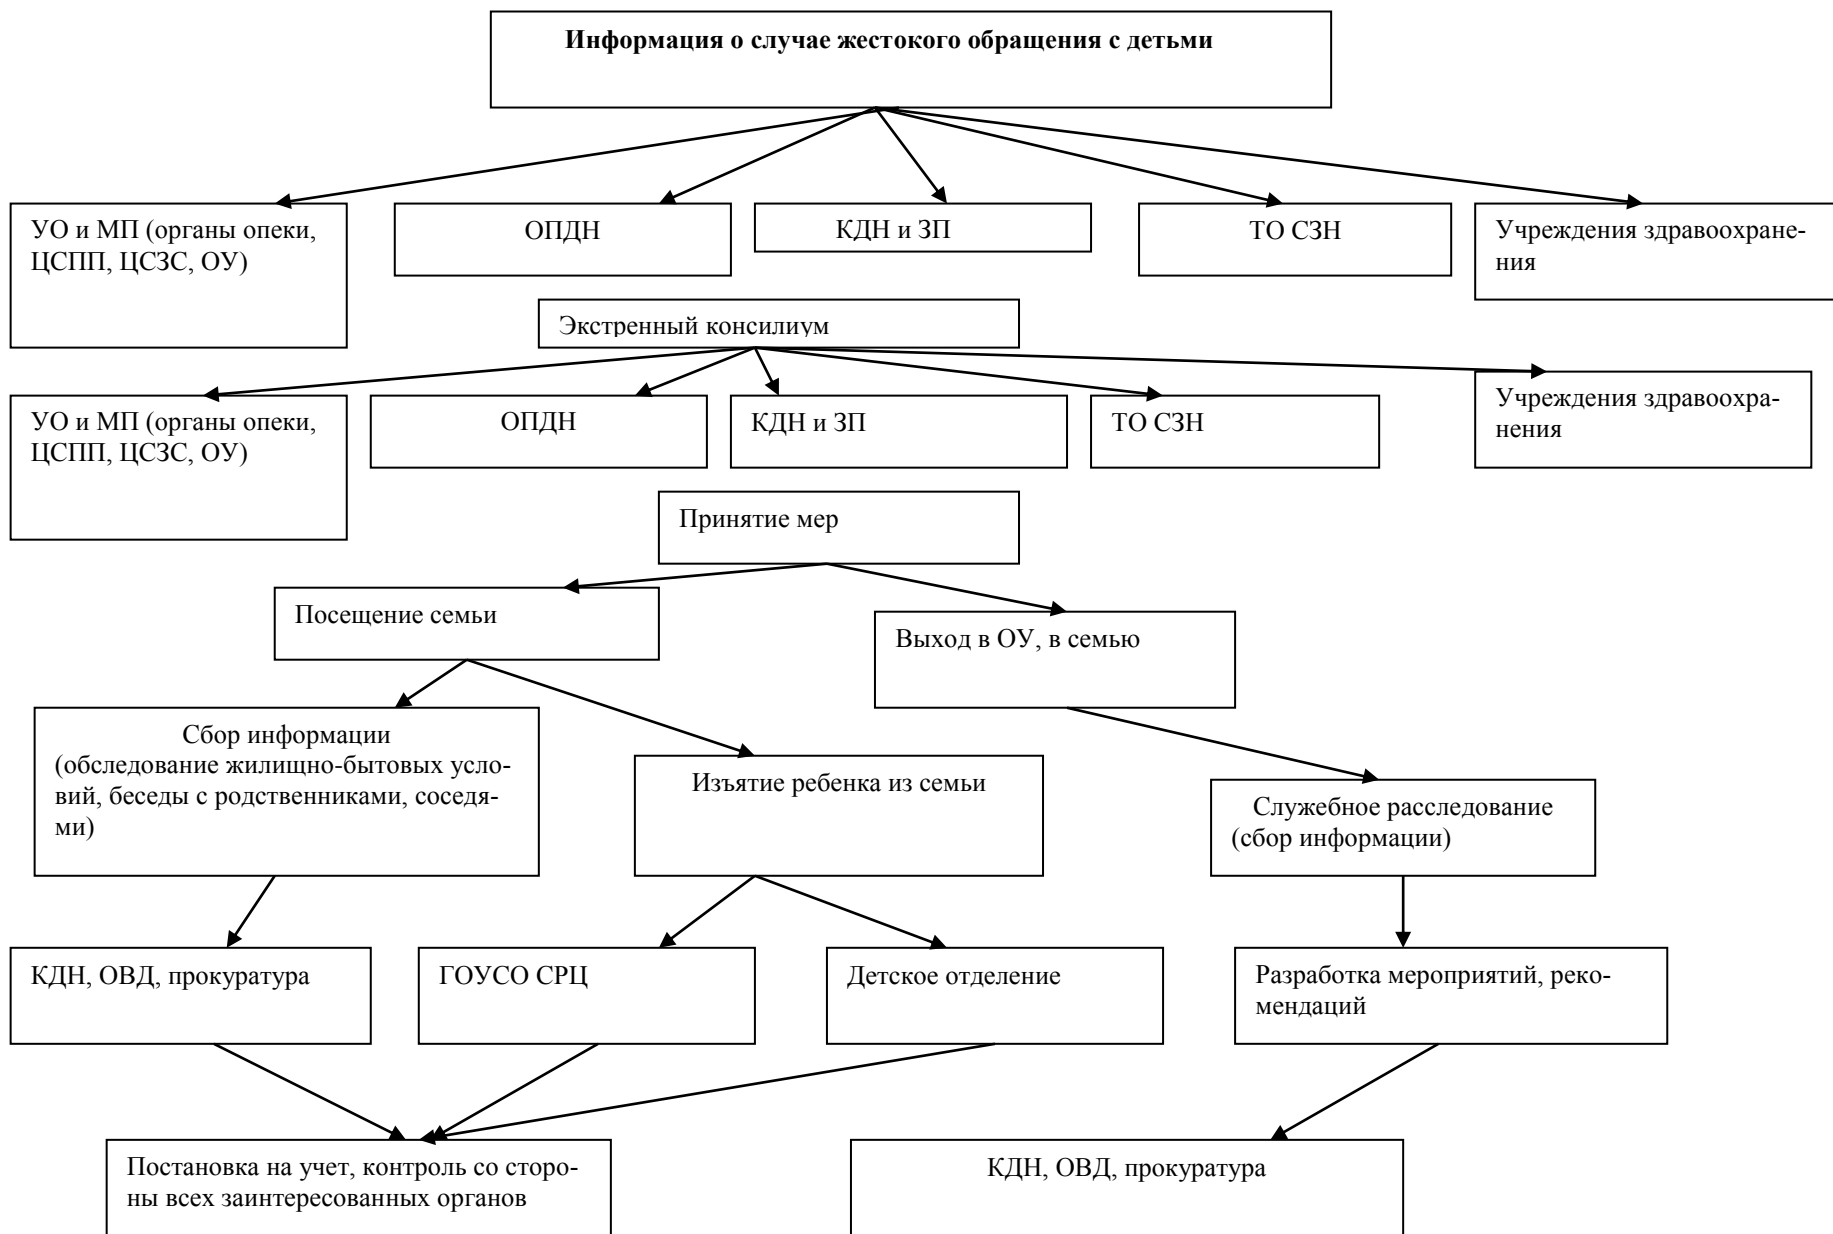 Информация о случае жестокого обращения с детьми
УО и МП (органы опеки,
ЦСПП, ЦСЗС, ОУ)
ОПДН
КДН и ЗП
ТО СЗН
Учреждения здравоохране-
ния
Экстренный консилиум
УО и МП (органы опеки,
ЦСПП, ЦСЗС, ОУ)
ОПДН
КДН и ЗП
ТО СЗН
Учреждения здравоохра-
нения
Принятие мер
Посещение семьи
Выход в ОУ, в семью
Сбор информации
(обследование жилищно-бытовых усло-
вий, беседы с родственниками, соседя-
ми)
Изъятие ребенка из семьи
Служебное расследование
(сбор информации)
КДН, ОВД, прокуратура
ГОУСО СРЦ
Детское отделение
Разработка мероприятий, реко-
мендаций
Постановка на учет, контроль со сторо-
ны всех заинтересованных органов
КДН, ОВД, прокуратура